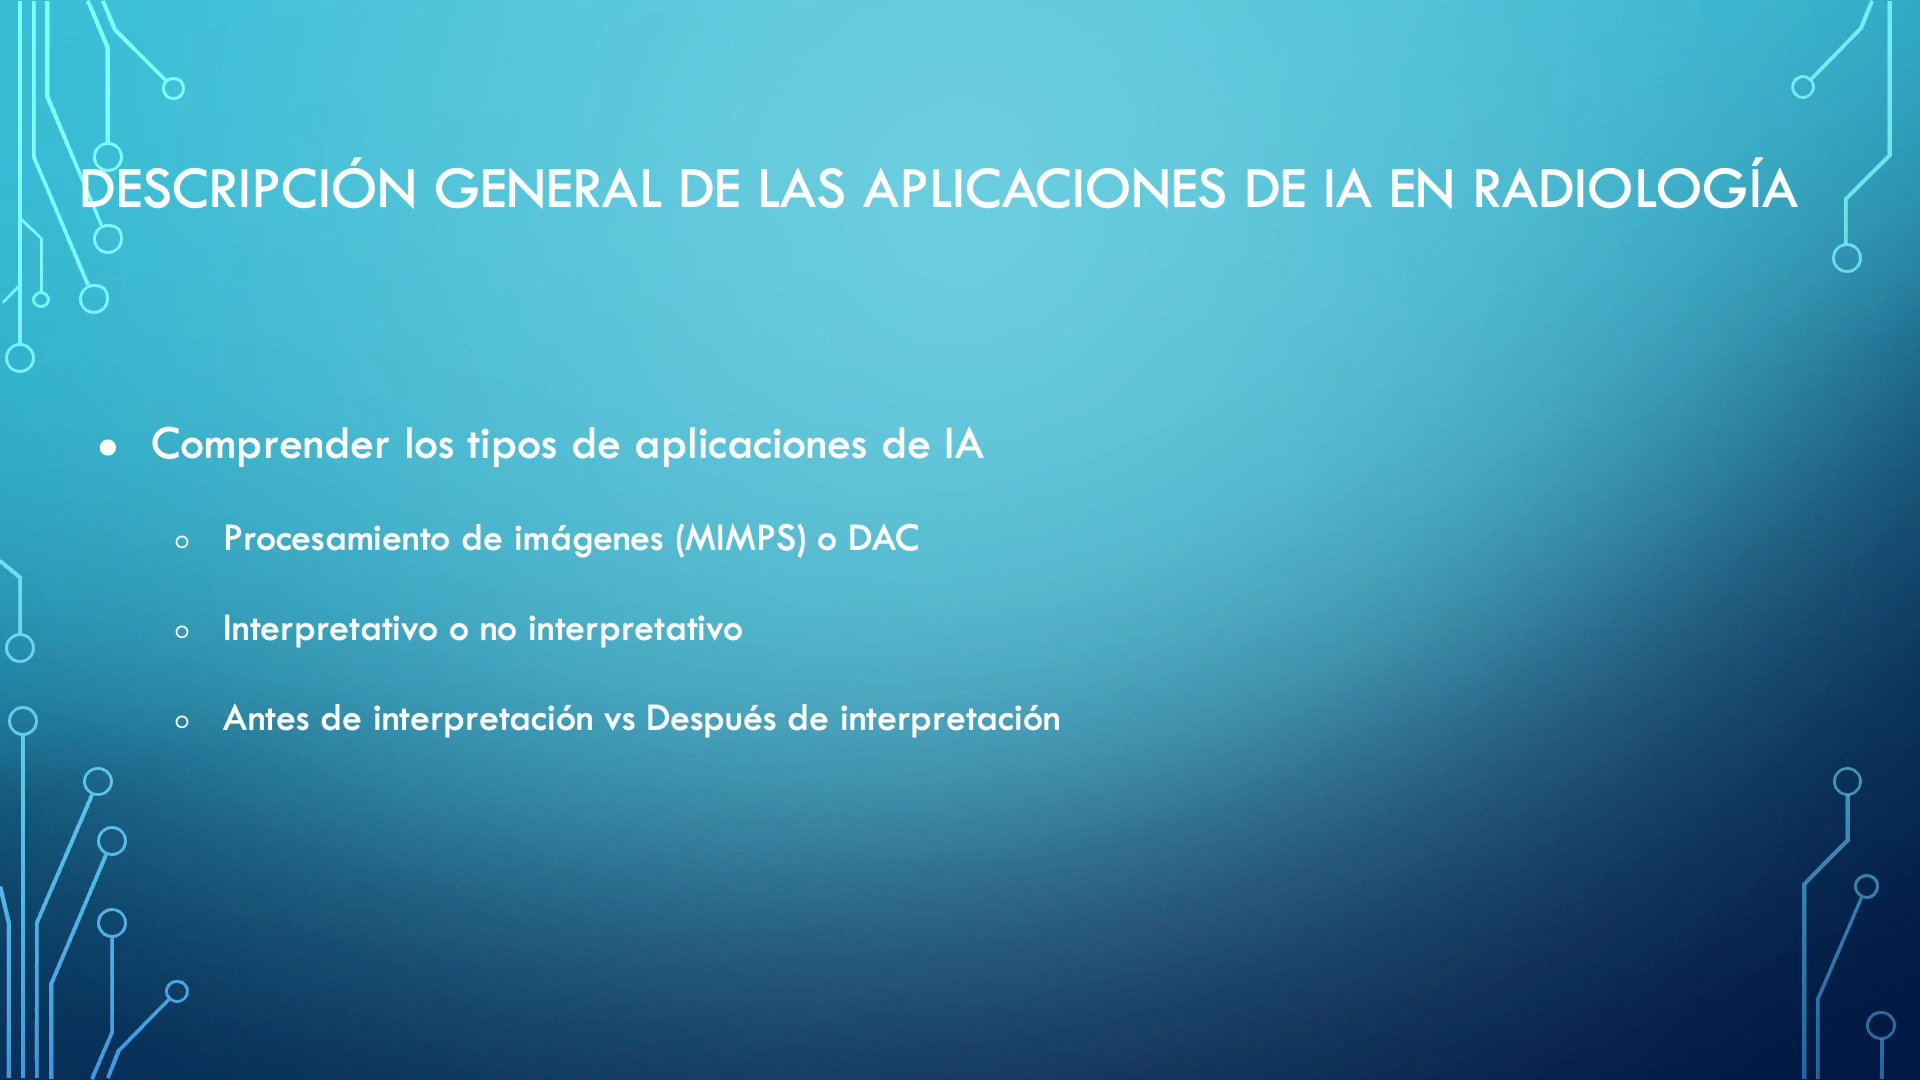 DESCRIPCIÓN GENERAL DE LAS APLICACIONES DE IA EN RADIOLOGÍA
• Comprender los tipos de aplicaciones de IA
○ Procesamiento de imágenes (MIMPS) o DAC
○ Interpretativo o no interpretativo
○ Antes de interpretación vs Después de interpretación